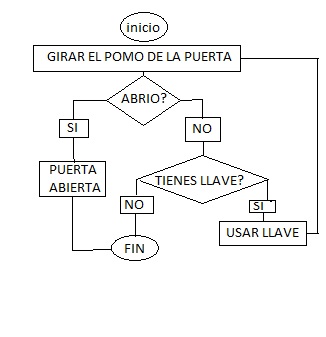 inicio
GIRAR EL POMO DE LA PUERTA
ABRIO?
SI
NO
PUERTA
ABIERTA
TIENES LLAVE?
NO
SI
USAR LLAVE
FIN